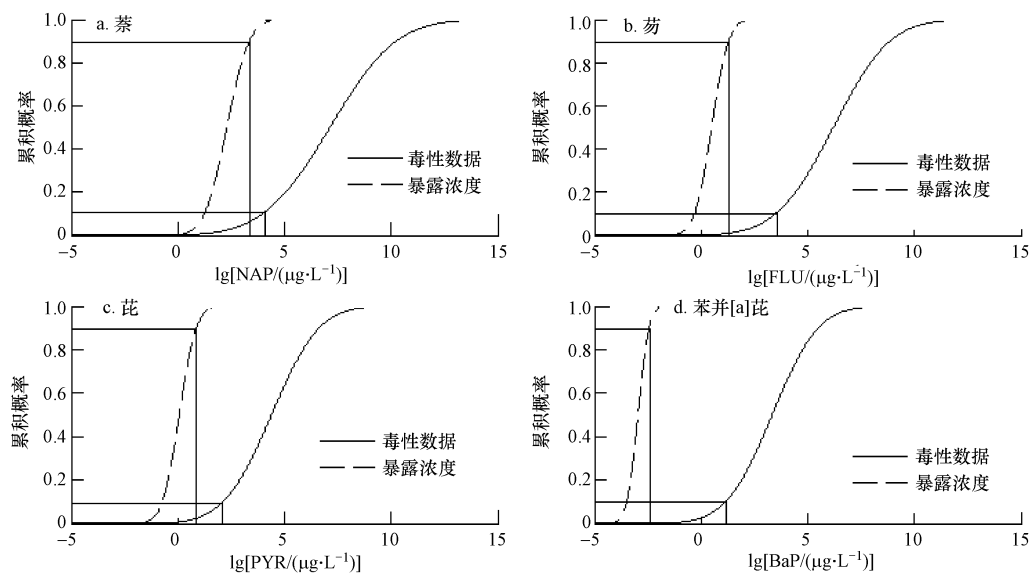 a. 萘
累积概率
1.0
0.8
0.6
0.4
0.2
0
毒性数据
暴露浓度
−5
0
5
10
15
lg[NAP/(μg·L⁻¹)]
b. 芴
累积概率
1.0
0.8
0.6
0.4
0.2
0
毒性数据
暴露浓度
−5
0
5
10
15
lg[FLU/(μg·L⁻¹)]
c. 芘
累积概率
1.0
0.8
0.6
0.4
0.2
0
毒性数据
暴露浓度
−5
0
5
10
15
lg[PYR/(μg·L⁻¹)]
d. 苯并[a]芘
累积概率
1.0
0.8
0.6
0.4
0.2
0
毒性数据
暴露浓度
−5
0
5
10
15
lg[BaP/(μg·L⁻¹)]